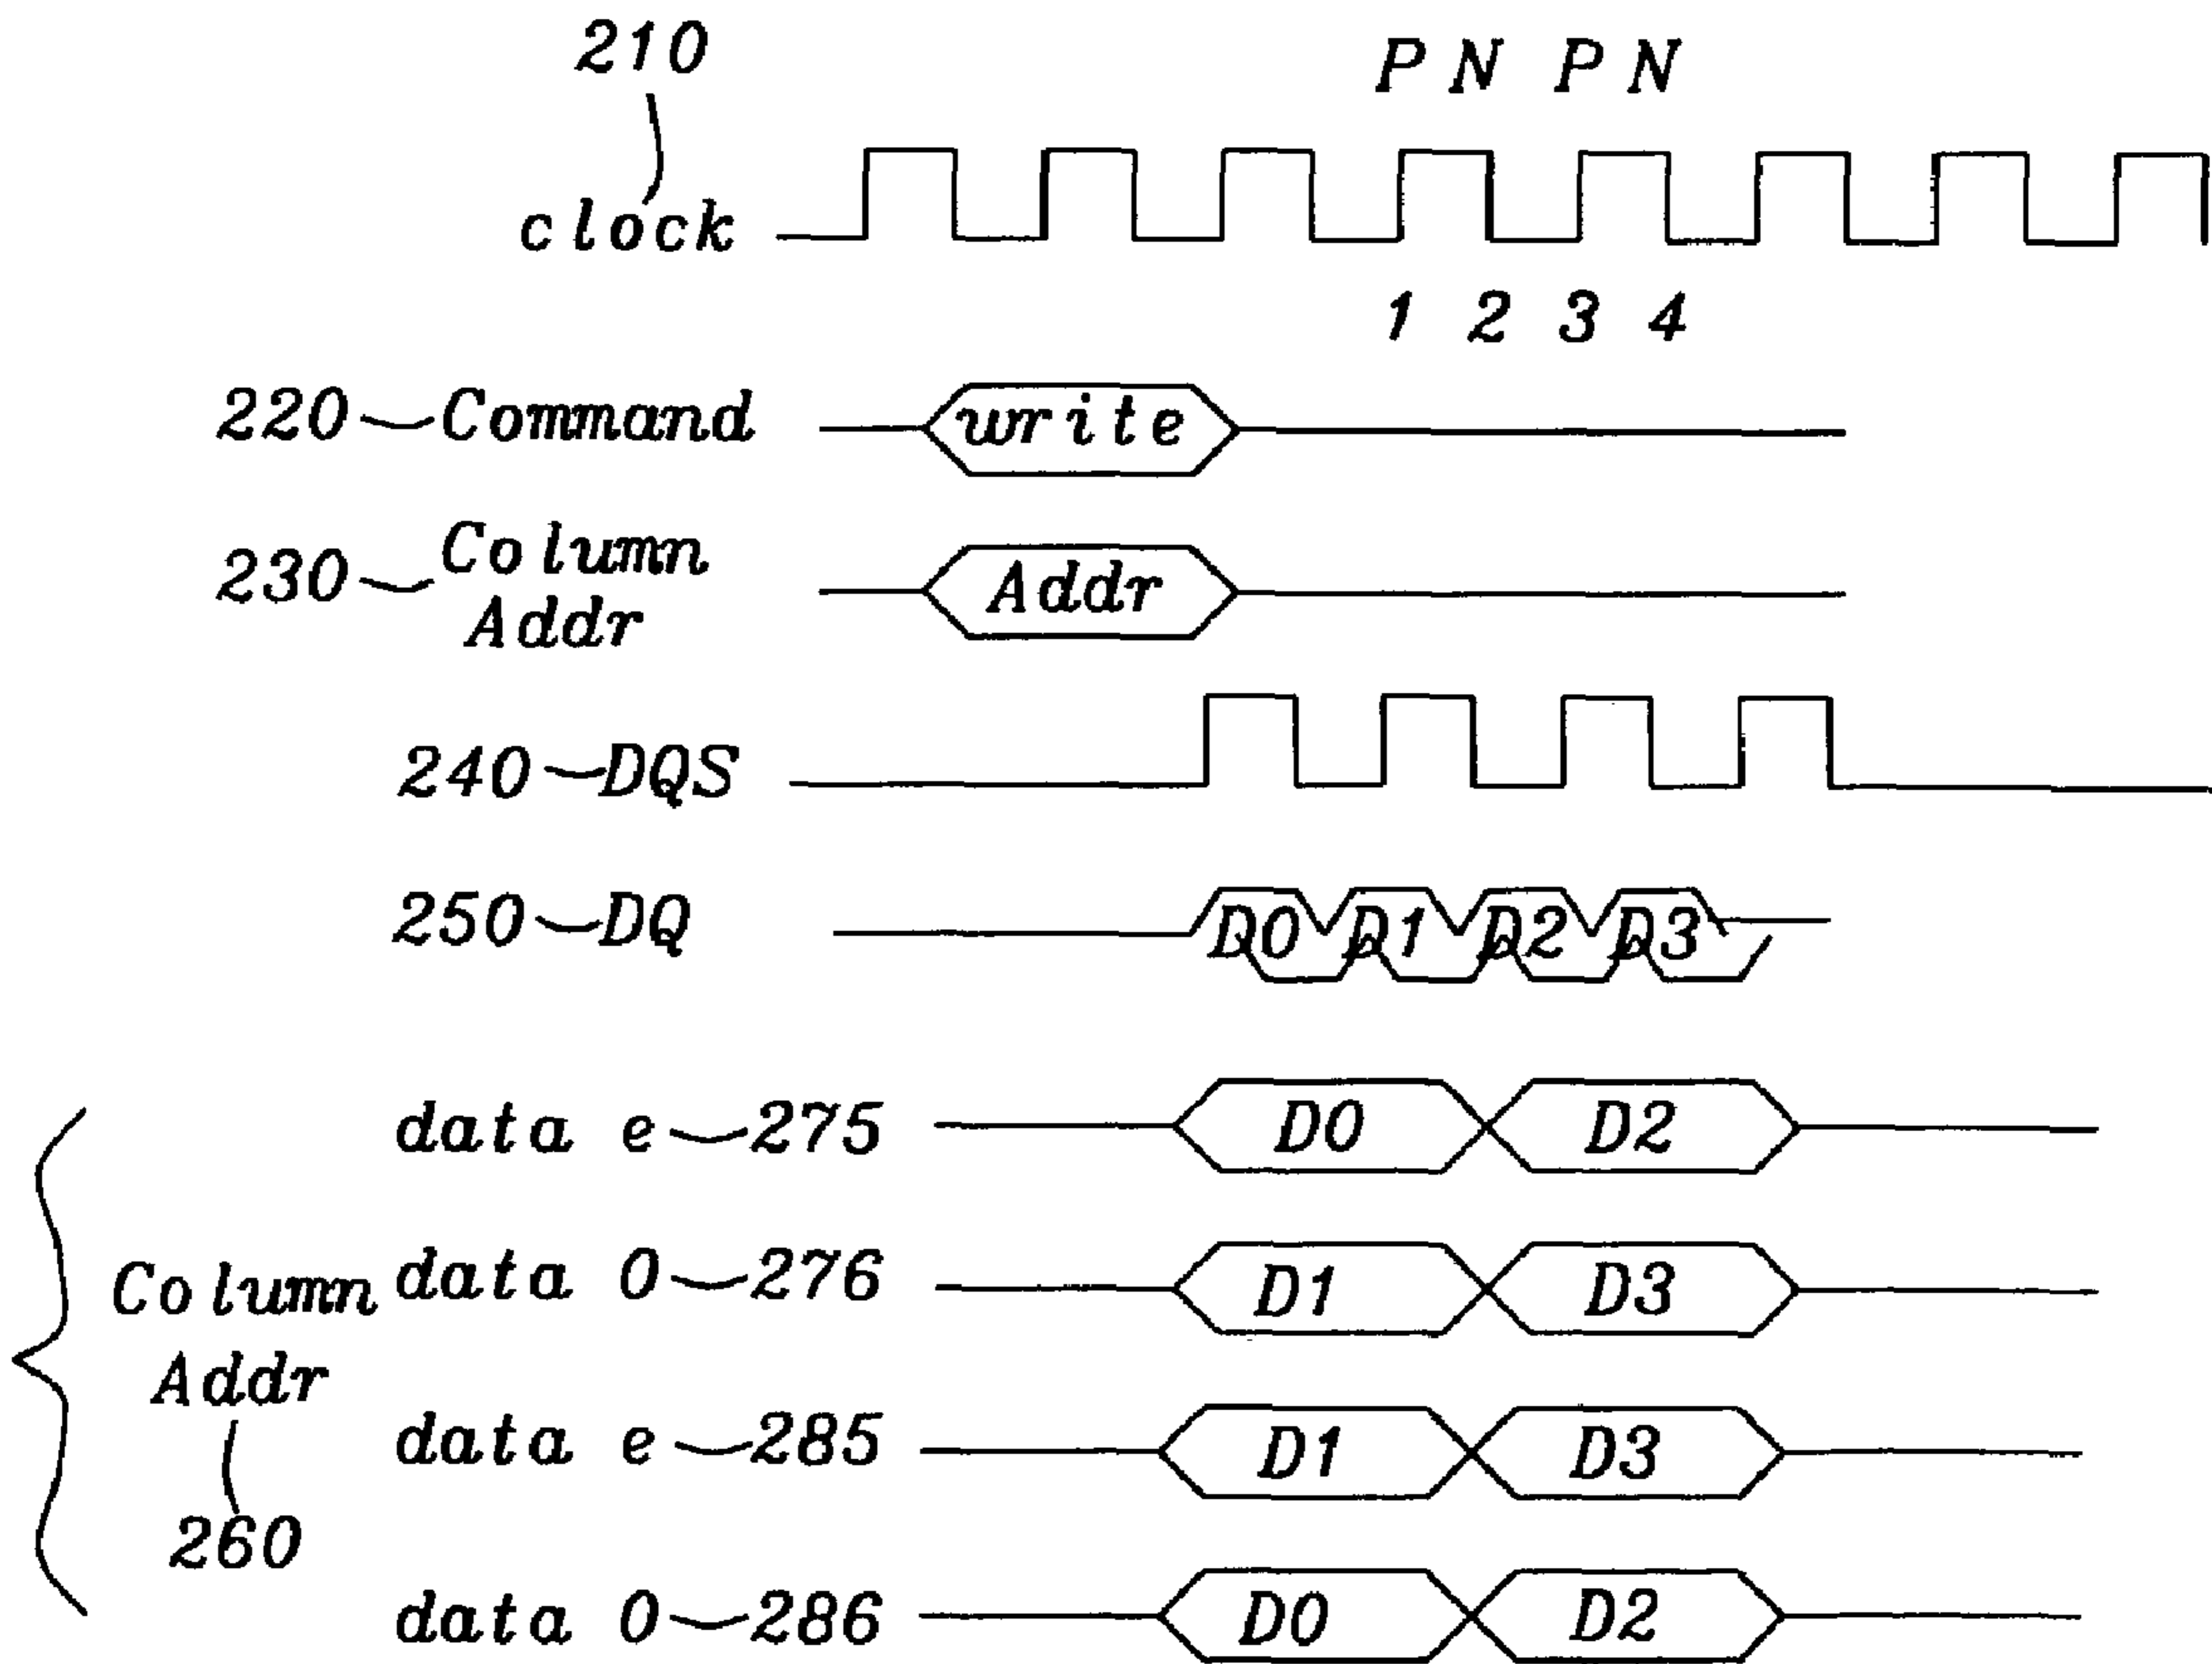 210
P N P N
clock
1 2 3 4
220 Command write
230 Column Addr
Addr
240 DQS
250 DQ D0 D1 D2 D3
data e 275 D0 D2
Column
Addr
260
data 0 276 D1 D3
data e 285 D1 D3
data 0 286 D0 D2